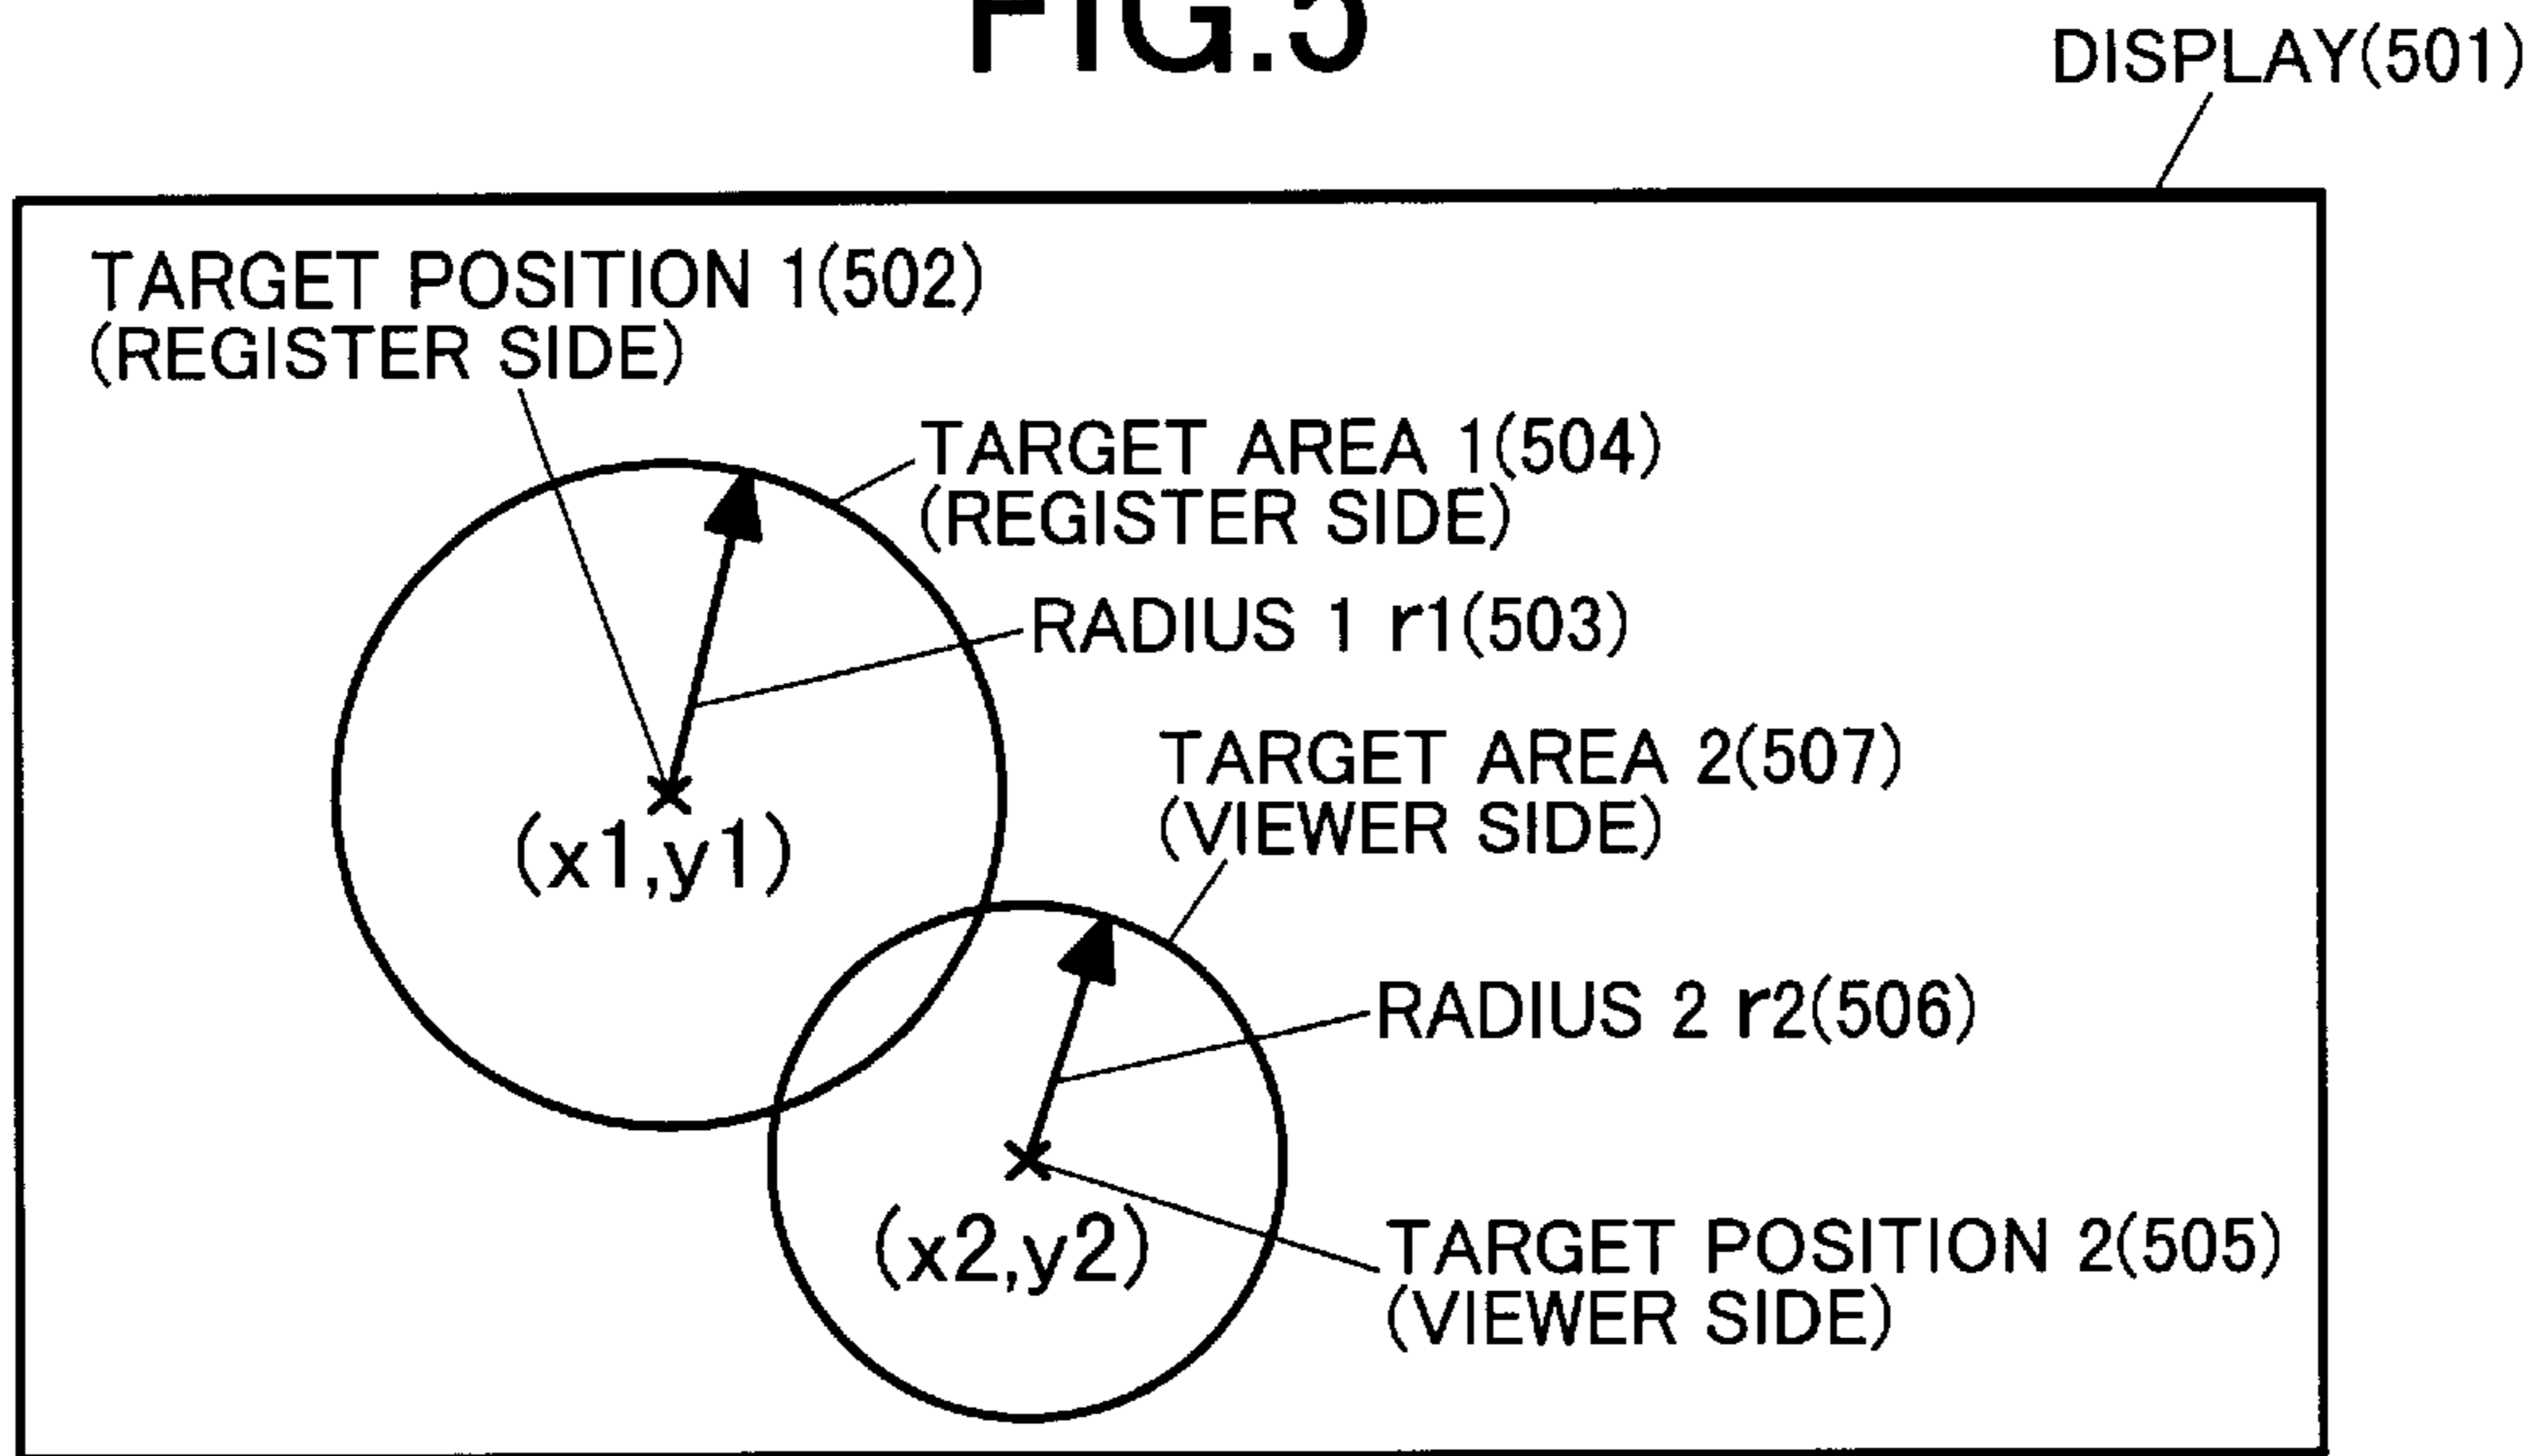 FIG.5
DISPLAY(501)
TARGET POSITION 1(502)
(REGISTER SIDE)
TARGET AREA 1(504)
(REGISTER SIDE)
RADIUS 1 r1(503)
TARGET AREA 2(507)
(VIEWER SIDE)
(x1,y1)
RADIUS 2 r2(506)
(x2,y2)
TARGET POSITION 2(505)
(VIEWER SIDE)